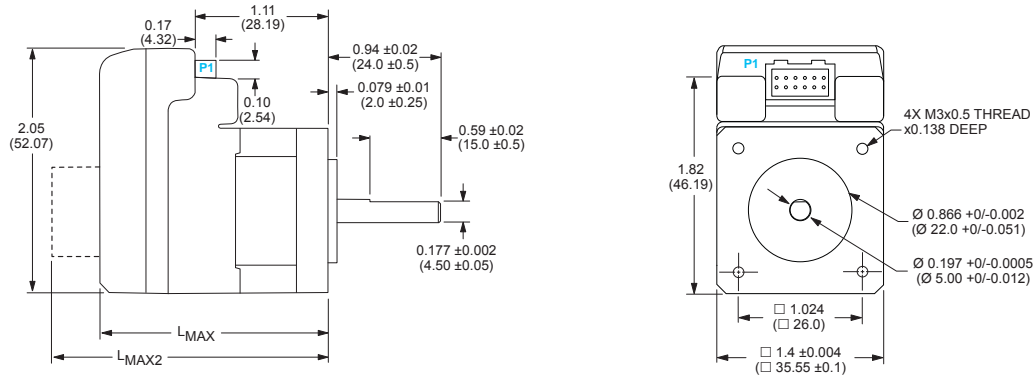 1.11
(28.19)
0.17
(4.32)
P1
0.94 ±0.02
(24.0 ±0.5)
0.079 ±0.01
(2.0 ±0.25)
0.10
(2.54)
0.59 ±0.02
(15.0 ±0.5)
2.05
(52.07)
0.177 ±0.002
(4.50 ±0.05)
LMAX
LMAX2
P1
4X M3x0.5 THREAD
x0.138 DEEP
1.82
(46.19)
Ø 0.866 +0/-0.002
(Ø 22.0 +0/-0.051)
Ø 0.197 +0/-0.0005
(Ø 5.00 +0/-0.012)
□ 1.024
(□ 26.0)
□ 1.4 ±0.004
(□ 35.55 ±0.1)